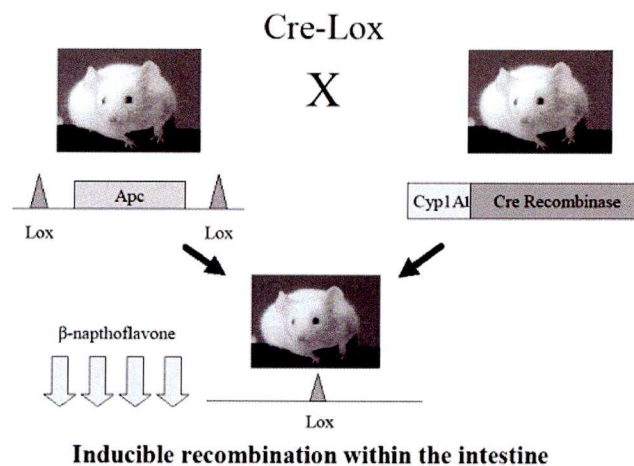 Cre-Lox
X
Apc
Lox Lox
Cyp1A1 Cre Recombinase
β-napthoflavone
Lox
Inducible recombination within the intestine